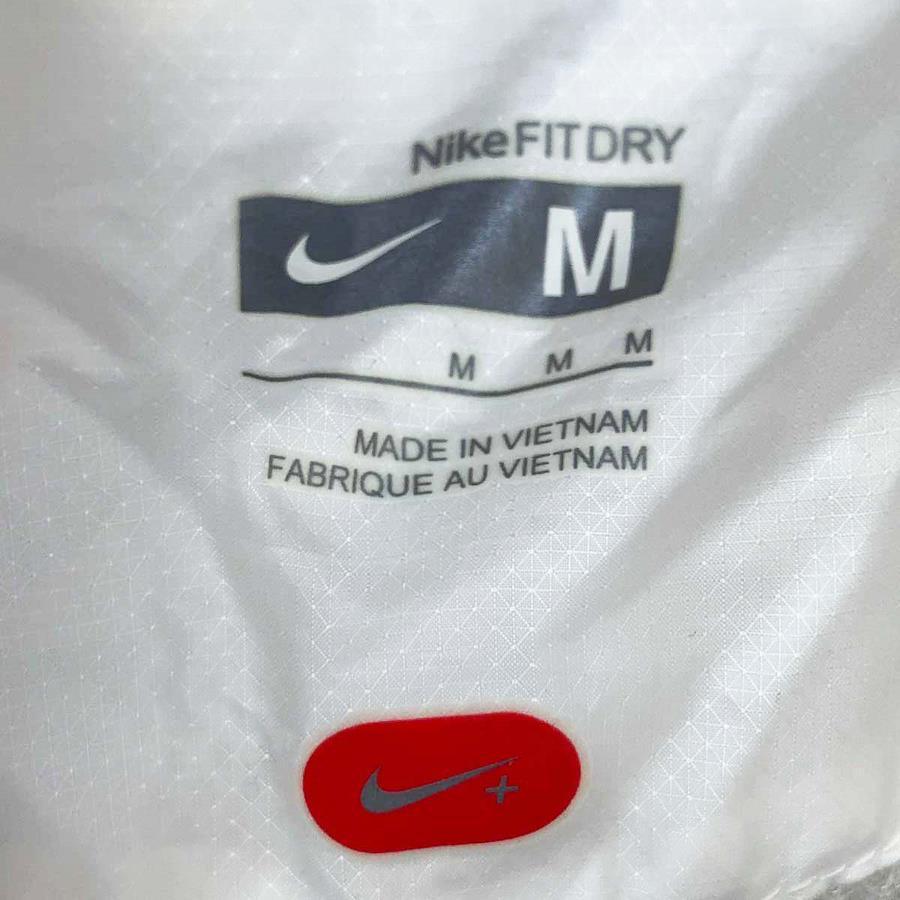 NikeFITDRY
M
M M M
MADE IN VIETNAM
FABRIQUE AU VIETNAM
+